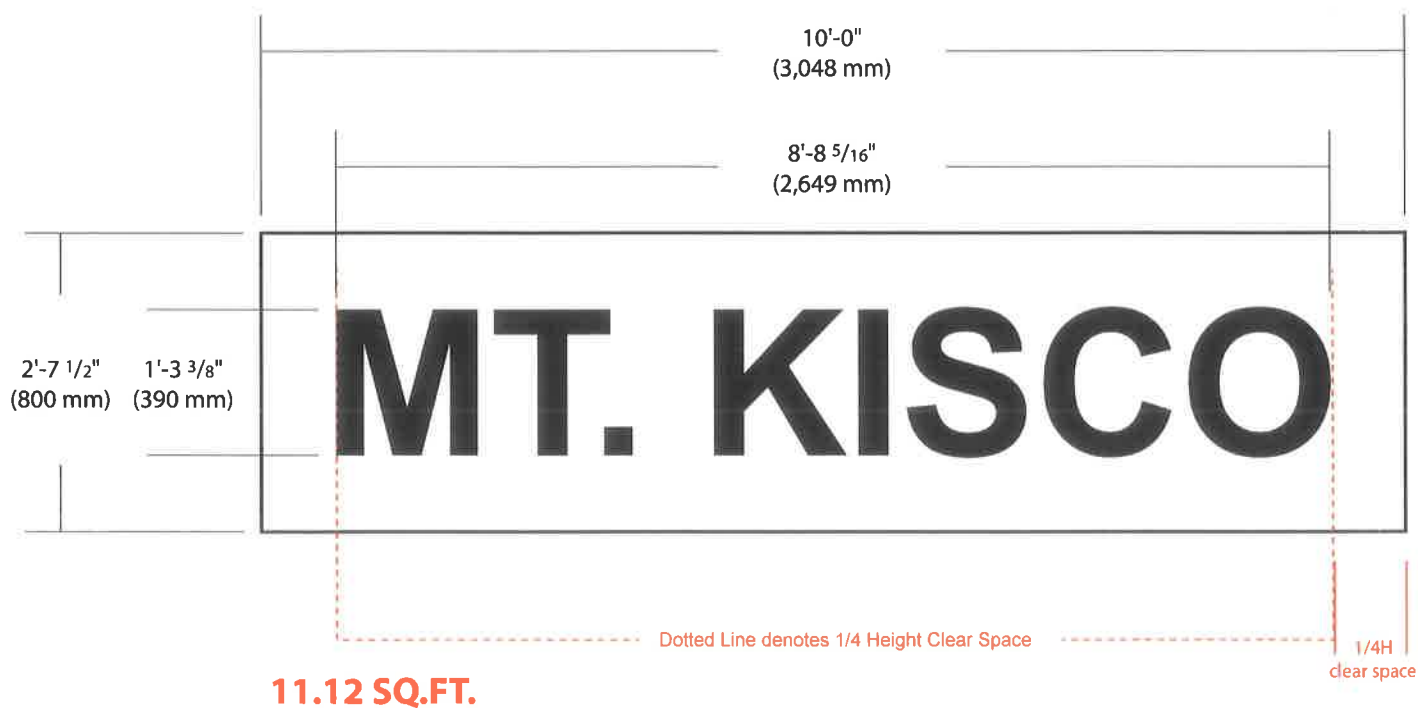 10'-0"
(3,048 mm)
8'-8 5/16"
(2,649 mm)
2'-7 1/2"
(800 mm)
1'-3 3/8"
(390 mm)
MT. KISCO
Dotted Line denotes 1/4 Height Clear Space
1/4H
clear space
11.12 SQ.FT.